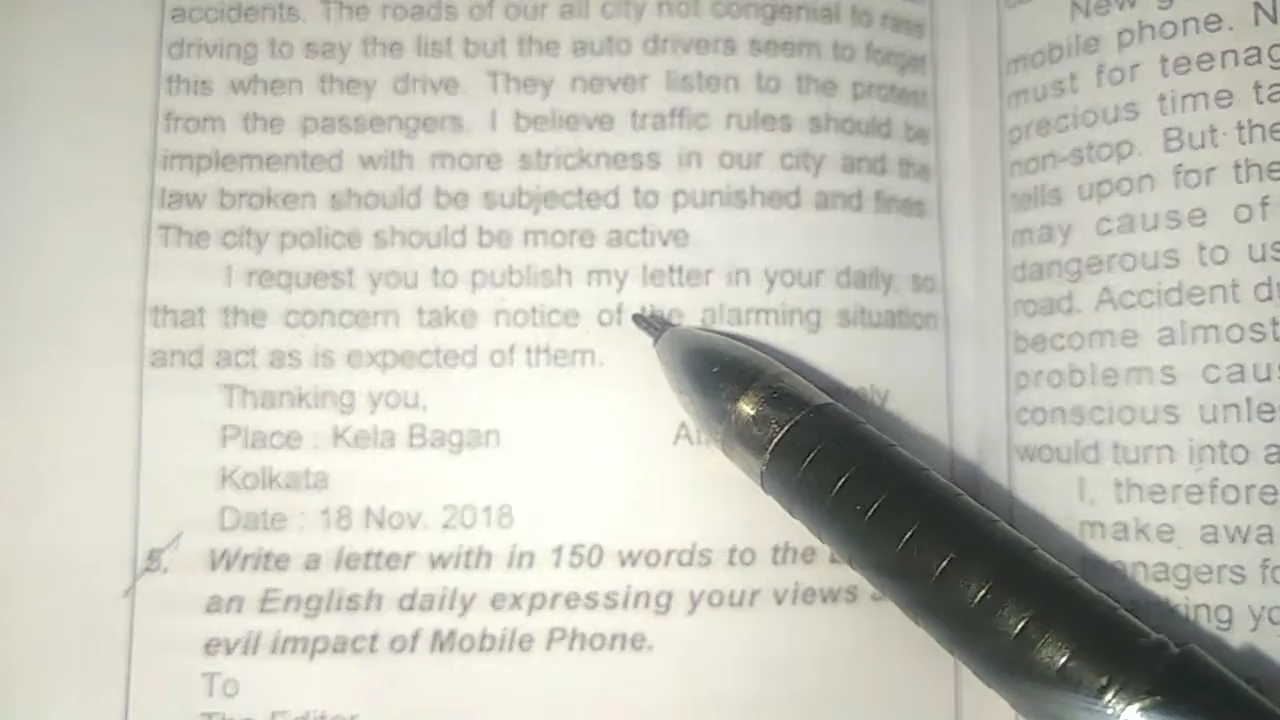 accidents. The roads of our all city not congenial to rass
driving to say the list but the auto drivers seem to forget
this when they drive. They never listen to the protest
from the passengers. I believe traffic rules should be
implemented with more strickness in our city and the
law broken should be subjected to punished and fines.
The city police should be more active
I request you to publish my letter in your daily, so
that the concern take notice of the alarming situation
and act as is expected of them.
Thanking you,
Place : Kela Bagan
Kolkata
Date : 18 Nov. 2018
5. Write a letter with in 150 words to the
an English daily expressing your views
evil impact of Mobile Phone.
To
The Editor
New
mobile phone. N
must for teenag
precious time ta
non-stop. But the
tells upon for the
may cause of
dangerous to us
road. Accident d
become almost
problems cau
conscious unle
would turn into a
I, therefore
make awa
nagers fo
king yo